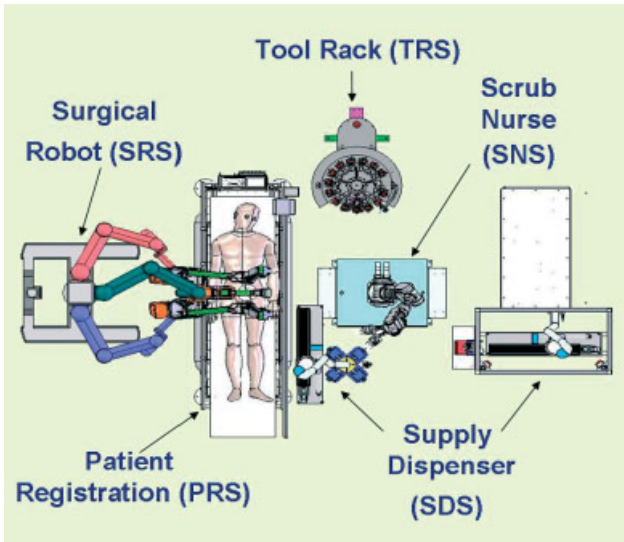 Tool Rack (TRS)
Surgical
Robot (SRS)
Scrub
Nurse
(SNS)
Patient
Registration (PRS)
Supply
Dispenser
(SDS)